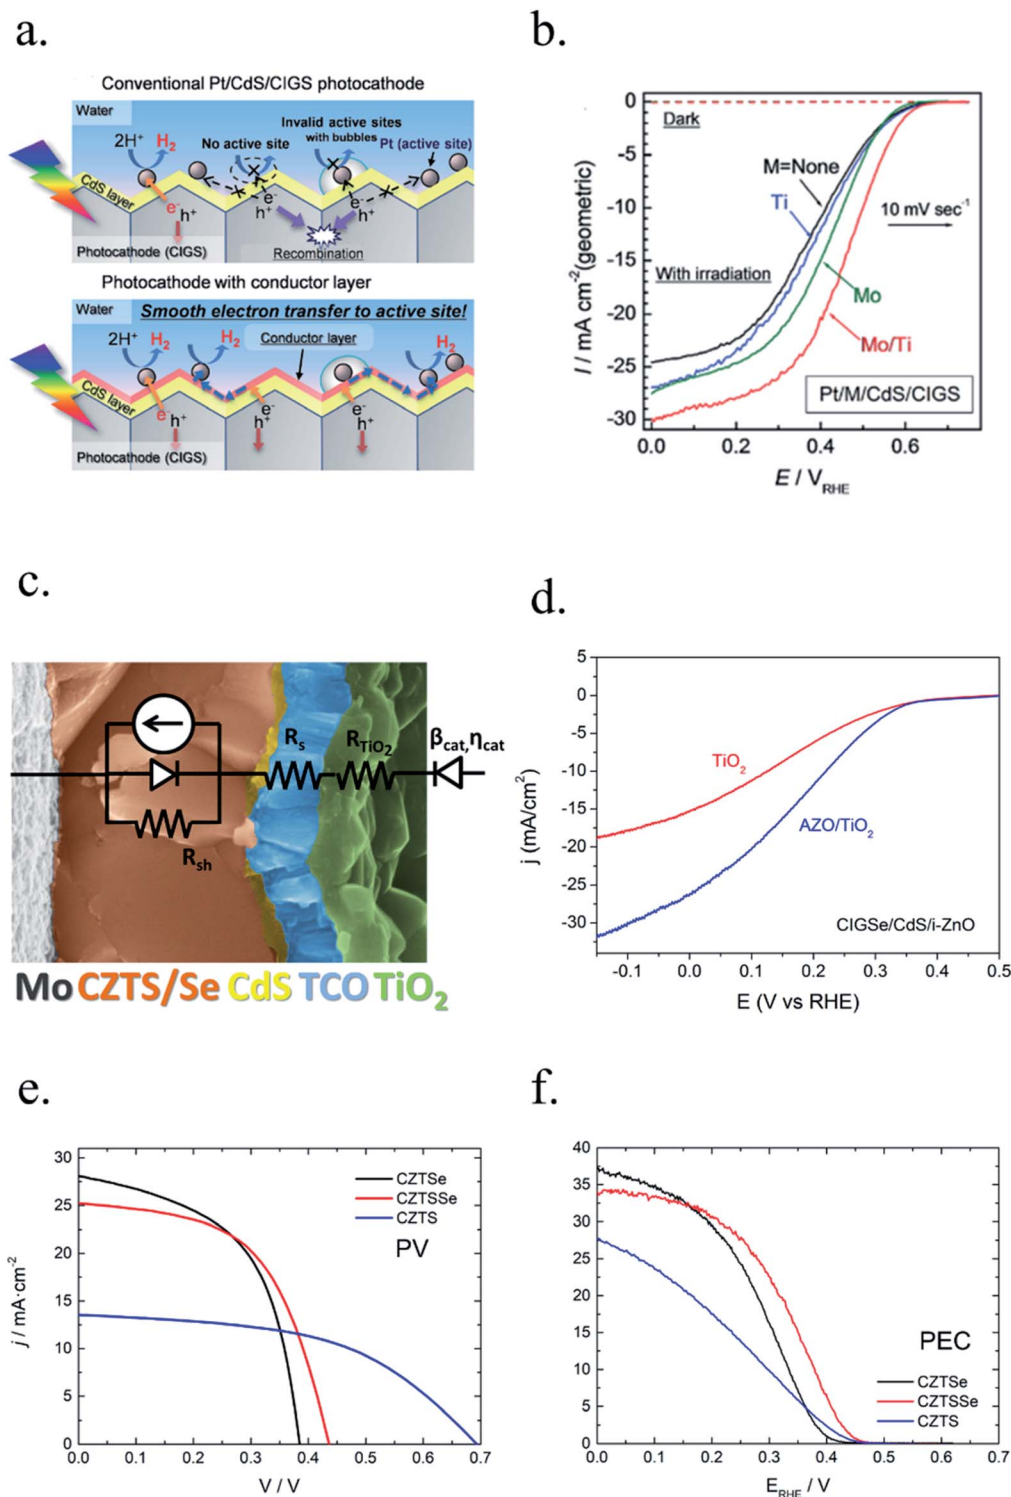 a.
Conventional Pt/CdS/CIGS photocathode
Water
2H⁺
H₂
No active site
Invalid active sites
with bubbles
Pt (active site)
CdS layer
e⁻
h⁺
e⁻
h⁺
e⁻
h⁺
Recombination
Photocathode (CIGS)
Photocathode with conductor layer
Water
Smooth electron transfer to active site!
2H⁺
H₂
H₂
Conductor layer
H₂
CdS layer
e⁻
h⁺
e⁻
h⁺
e⁻
h⁺
Photocathode (CIGS)
b.
0
-5
-10
-15
-20
-25
-30
I / mA cm⁻²(geometric)
Dark
M=None
Ti
10 mV sec⁻¹
With irradiation
Mo
Mo/Ti
Pt/M/CdS/CIGS
0.0 0.2 0.4 0.6
E / V_RHE
c.
R_s
R_TiO₂
β_cat,η_cat
R_sh
Mo CZTS/Se CdS TCO TiO₂
d.
5
0
-5
-10
-15
-20
-25
-30
j (mA/cm²)
TiO₂
AZO/TiO₂
CIGSe/CdS/i-ZnO
-0.1 0.0 0.1 0.2 0.3 0.4 0.5
E (V vs RHE)
e.
30
25
20
15
10
5
0
j / mA·cm⁻²
CZTSe
CZTSSe
CZTS
PV
0.0 0.1 0.2 0.3 0.4 0.5 0.6 0.7
V / V
f.
40
35
30
25
20
15
10
5
0
PEC
CZTSe
CZTSSe
CZTS
0.0 0.1 0.2 0.3 0.4 0.5 0.6 0.7
E_RHE / V